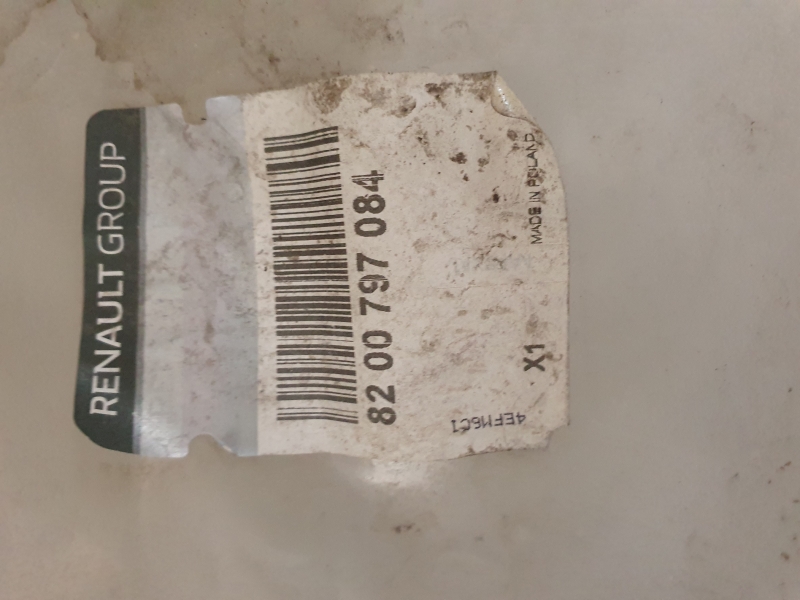 RENAULT GROUP
82 00 797 084
X1 MADE IN POLAND
4EFM6C1